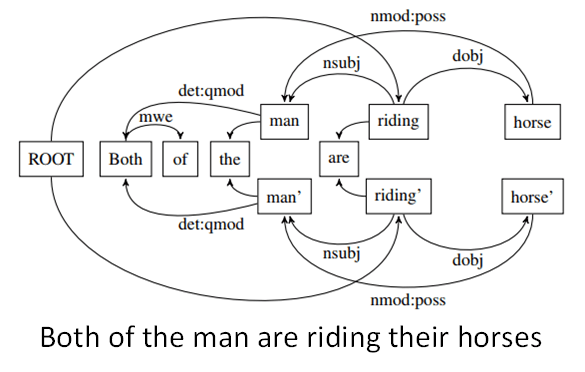 nmod:poss
nsubj
dobj
det:qmod
mwe
man
riding
horse
ROOT
Both
of
the
are
man’
riding’
horse’
det:qmod
nsubj
dobj
nmod:poss
Both of the man are riding their horses